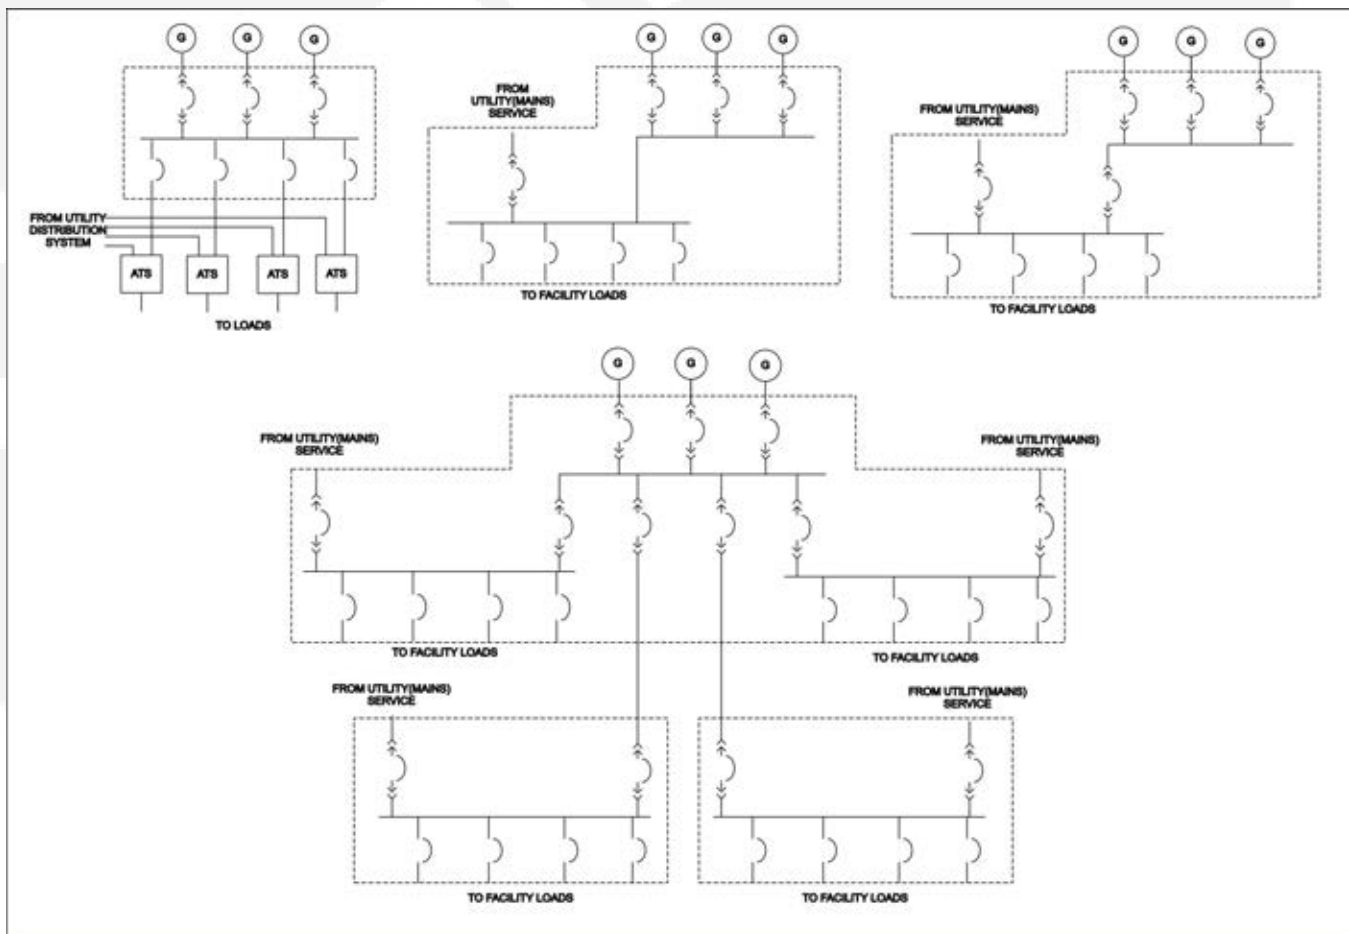 G
G
G
FROM UTILITY
DISTRIBUTION
SYSTEM
ATS
ATS
ATS
ATS
TO LOADS
G
G
G
FROM
UTILITY(MAINS)
SERVICE
TO FACILITY LOADS
G
G
G
FROM UTILITY(MAINS)
SERVICE
TO FACILITY LOADS
G
G
G
FROM UTILITY(MAINS)
SERVICE
FROM UTILITY(MAINS)
SERVICE
TO FACILITY LOADS
TO FACILITY LOADS
FROM UTILITY(MAINS)
SERVICE
FROM UTILITY(MAINS)
SERVICE
TO FACILITY LOADS
TO FACILITY LOADS